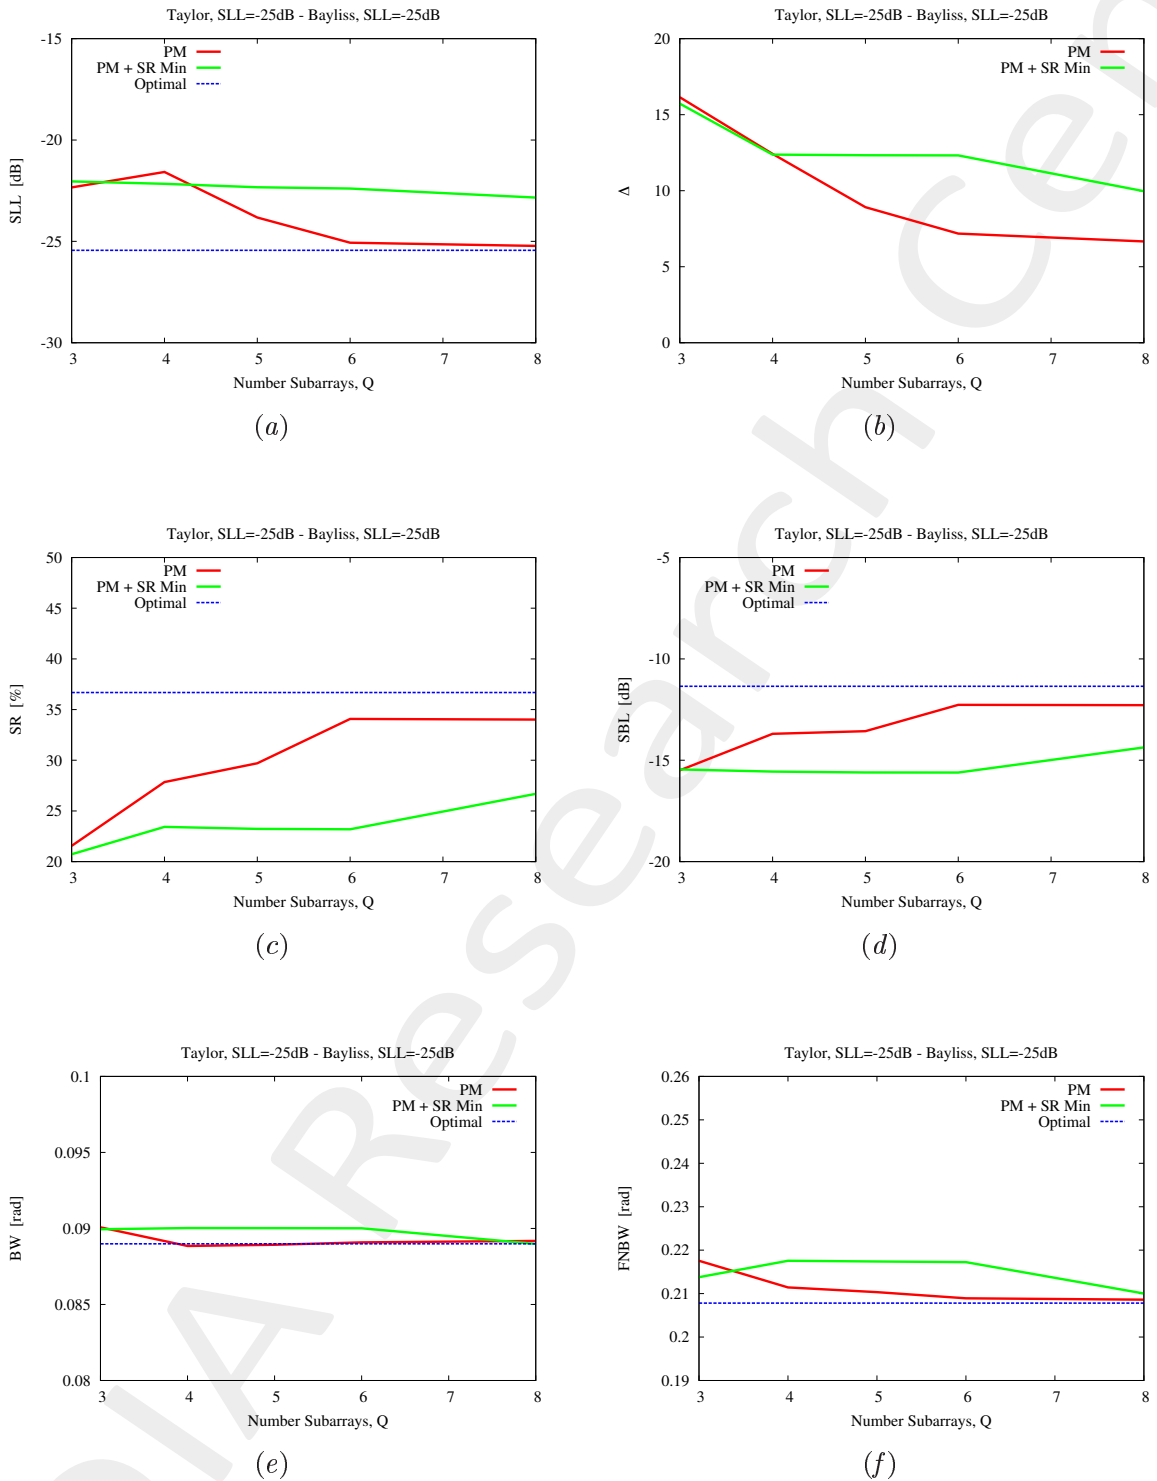 Taylor, SLL=-25dB - Bayliss, SLL=-25dB
-15
-20
-25
-30
SLL [dB]
PM
PM + SR Min
Optimal
3 4 5 6 7 8
Number Subarrays, Q
(a)
Taylor, SLL=-25dB - Bayliss, SLL=-25dB
20
15
10
5
0
Δ
PM
PM + SR Min
3 4 5 6 7 8
Number Subarrays, Q
(b)
Taylor, SLL=-25dB - Bayliss, SLL=-25dB
50
45
40
35
30
25
20
SR [%]
PM
PM + SR Min
Optimal
3 4 5 6 7 8
Number Subarrays, Q
(c)
Taylor, SLL=-25dB - Bayliss, SLL=-25dB
-5
-10
-15
-20
SBL [dB]
PM
PM + SR Min
Optimal
3 4 5 6 7 8
Number Subarrays, Q
(d)
Taylor, SLL=-25dB - Bayliss, SLL=-25dB
0.1
0.095
0.09
0.085
0.08
BW [rad]
PM
PM + SR Min
Optimal
3 4 5 6 7 8
Number Subarrays, Q
(e)
Taylor, SLL=-25dB - Bayliss, SLL=-25dB
0.26
0.25
0.24
0.23
0.22
0.21
0.2
0.19
FNBW [rad]
PM
PM + SR Min
Optimal
3 4 5 6 7 8
Number Subarrays, Q
(f)
DIA Research Cen